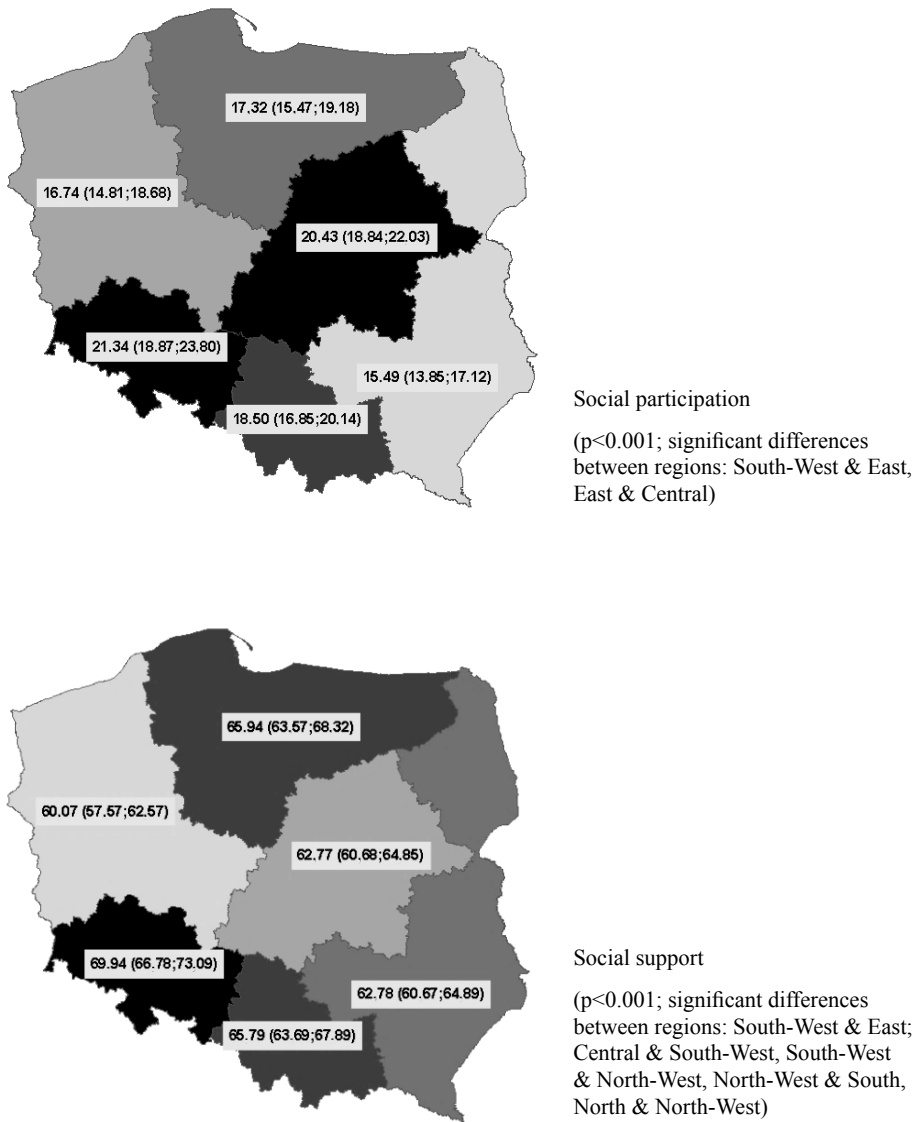 17.32 (15.47;19.18)
16.74 (14.81;18.68)
20.43 (18.84;22.03)
21.34 (18.87;23.80)
15.49 (13.85;17.12)
18.50 (16.85;20.14)
Social participation
(p<0.001; significant differences
between regions: South-West & East,
East & Central)
65.94 (63.57;68.32)
60.07 (57.57;62.57)
62.77 (60.68;64.85)
69.94 (66.78;73.09)
62.78 (60.67;64.89)
65.79 (63.69;67.89)
Social support
(p<0.001; significant differences
between regions: South-West & East;
Central & South-West, South-West
& North-West, North-West & South,
North & North-West)